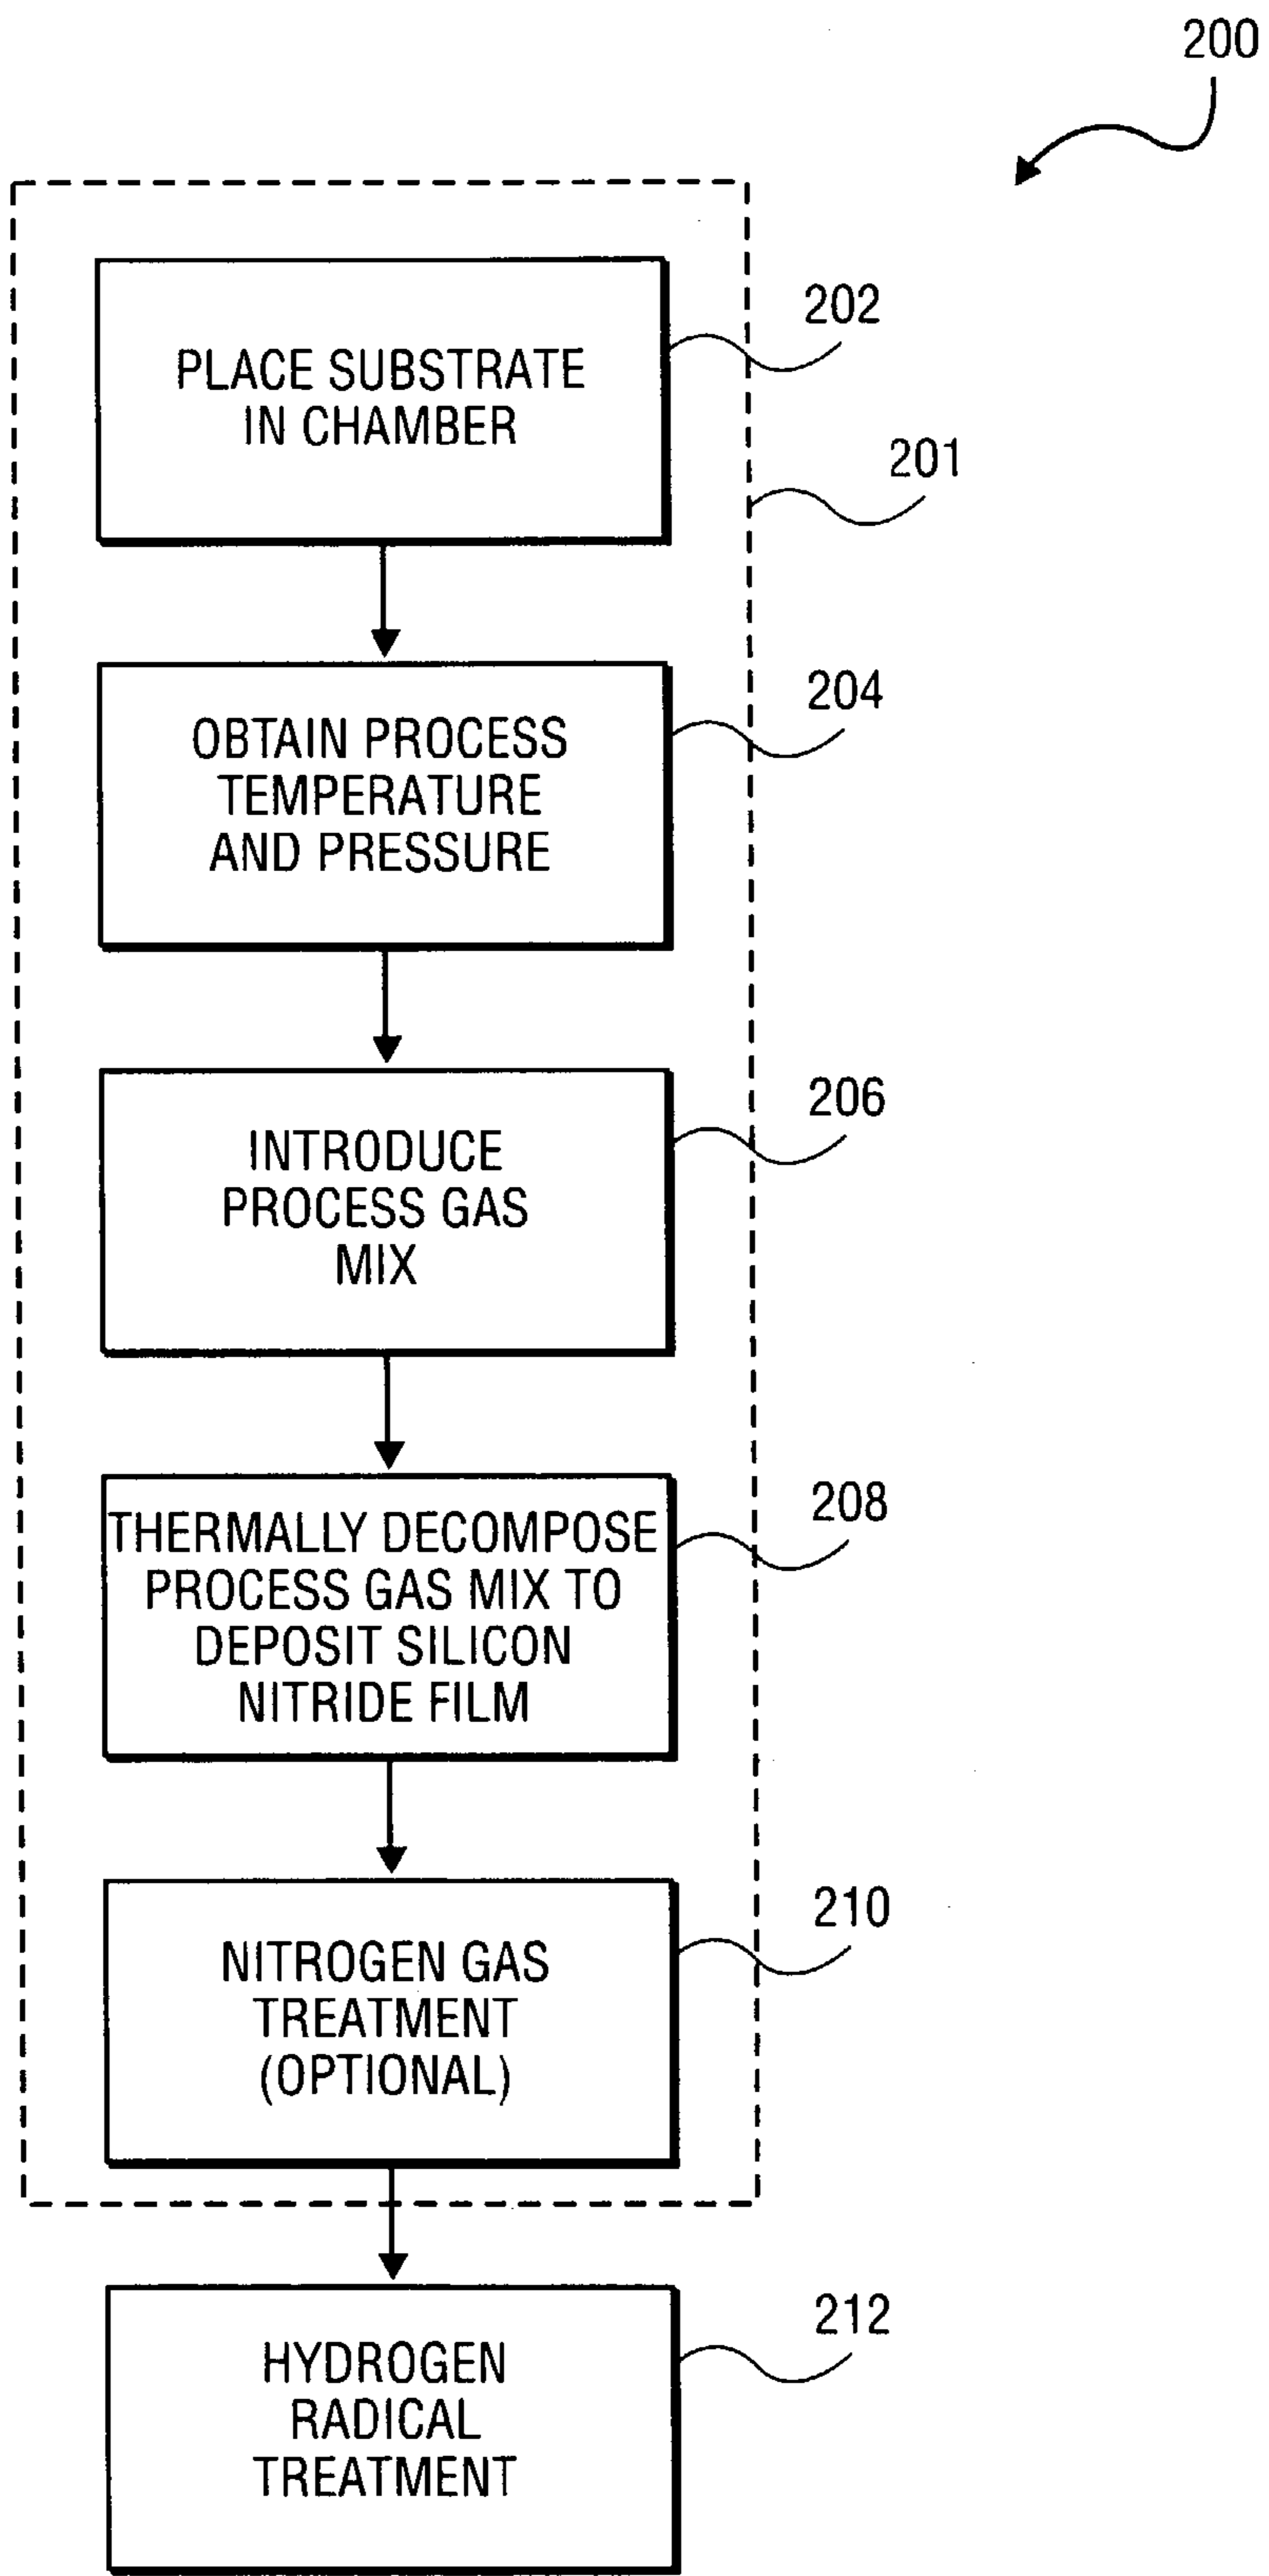 200
202
PLACE SUBSTRATE
IN CHAMBER
201
204
OBTAIN PROCESS
TEMPERATURE
AND PRESSURE
206
INTRODUCE
PROCESS GAS
MIX
208
THERMALLY DECOMPOSE
PROCESS GAS MIX TO
DEPOSIT SILICON
NITRIDE FILM
210
NITROGEN GAS
TREATMENT
(OPTIONAL)
212
HYDROGEN
RADICAL
TREATMENT